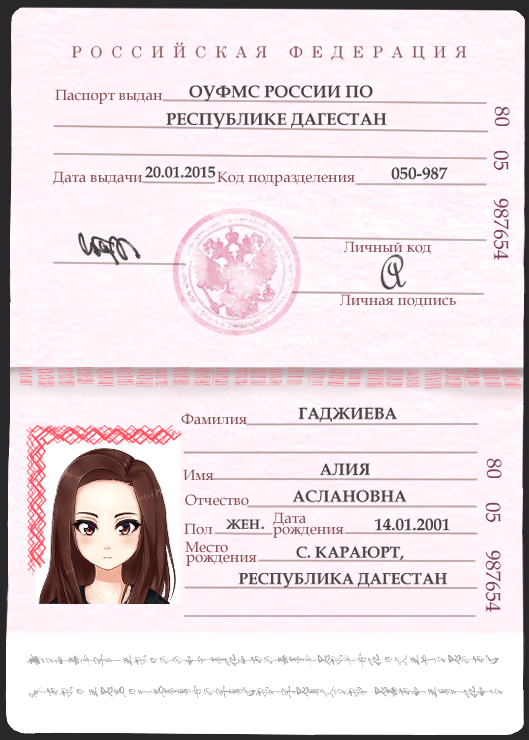 РОССИЙСКАЯ ФЕДЕРАЦИЯ
Паспорт выдан ОУФМС РОССИИ ПО
РЕСПУБЛИКЕ ДАГЕСТАН
Дата выдачи 20.01.2015 Код подразделения 050-987
80 05 987654
Личный код
Личная подпись
Фамилия ГАДЖИЕВА
Имя АЛИЯ
Отчество АСЛАНОВНА
Пол ЖЕН. Дата рождения 14.01.2001
Место рождения С. КАРАЮРТ,
РЕСПУБЛИКА ДАГЕСТАН
80 05 987654